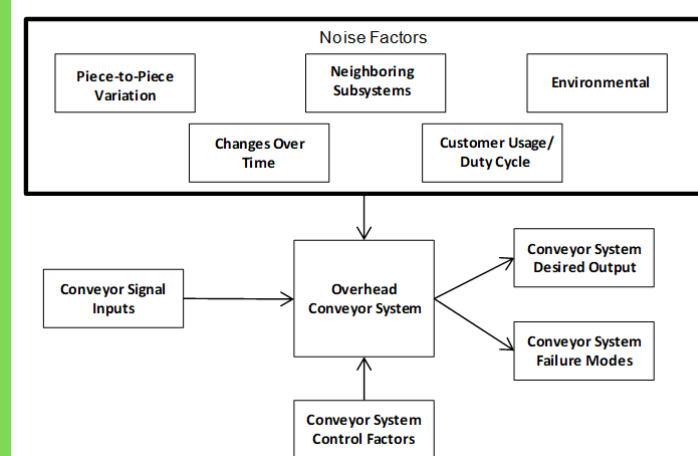 Noise Factors
Piece-to-Piece
Variation
Neighboring
Subsystems
Environmental
Changes Over
Time
Customer Usage/
Duty Cycle
Conveyor Signal
Inputs
Overhead
Conveyor System
Conveyor System
Desired Output
Conveyor System
Failure Modes
Conveyor System
Control Factors